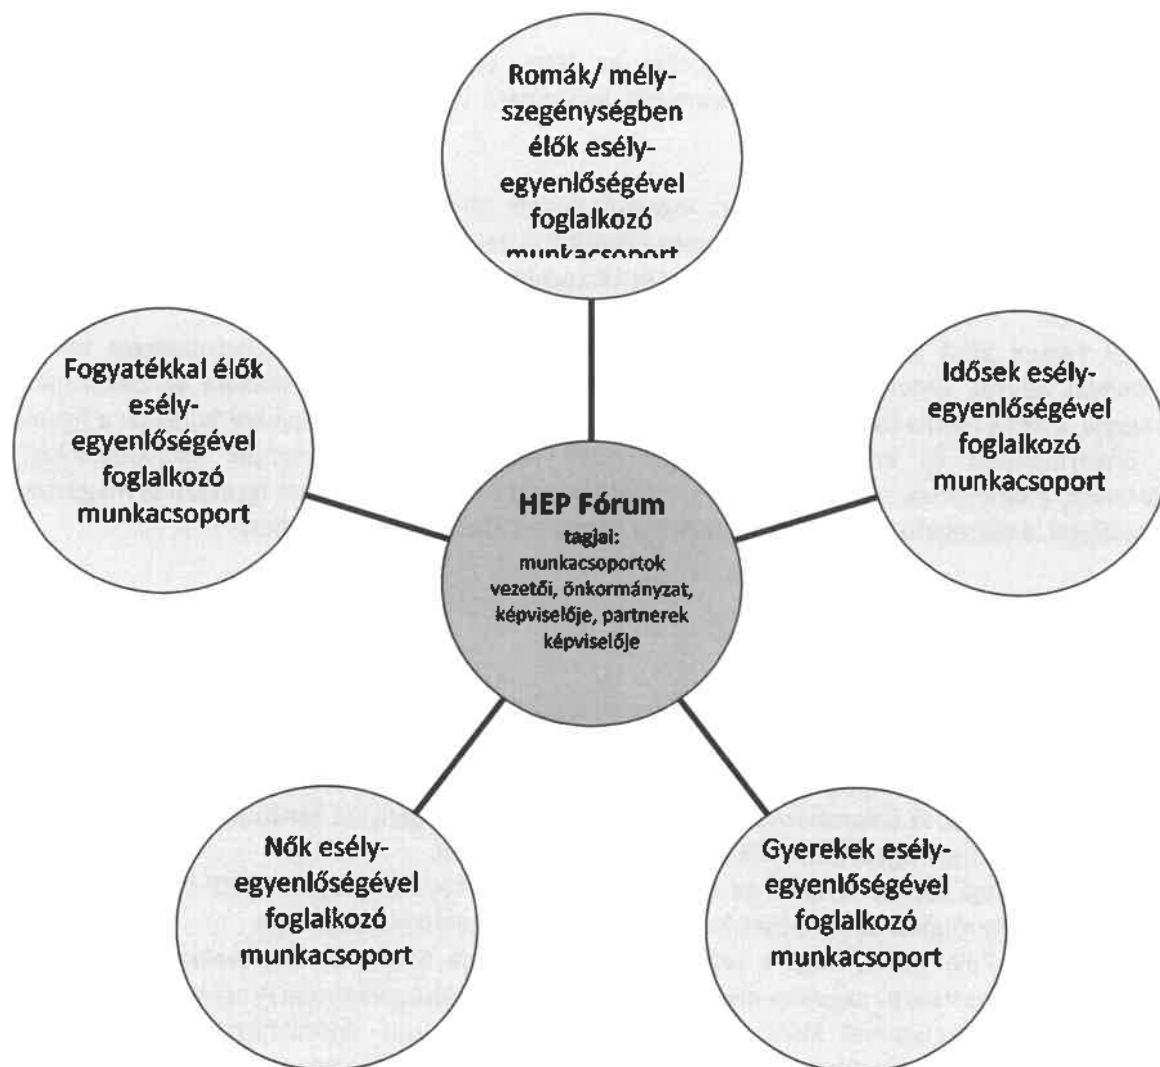 Romák/ mély-
szegénységben
élők esély-
egyenlőségével
foglalkozó
munkacsoport
Fogyatékkal élők
esély-
egyenlőségével
foglalkozó
munkacsoport
Idősek esély-
egyenlőségével
foglalkozó
munkacsoport
HEP Fórum
tagjai:
munkacsoportok
vezetői, önkormányzat,
képviselője, partnerek
képviselője
Nők esély-
egyenlőségével
foglalkozó
munkacsoport
Gyerekek esély-
egyenlőségével
foglalkozó
munkacsoport